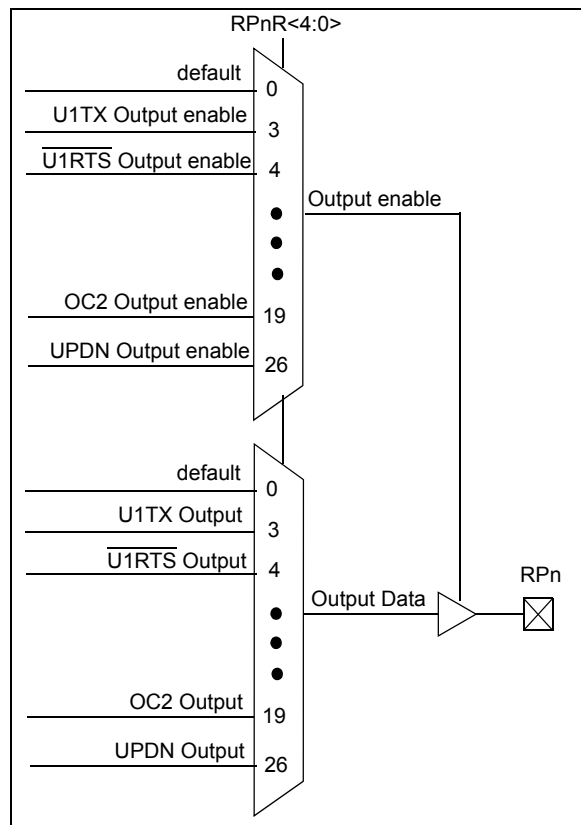 RPnR<4:0>
default
0
U1TX Output enable
3
U1RTS Output enable
4
Output enable
OC2 Output enable
19
UPDN Output enable
26
default
0
U1TX Output
3
U1RTS Output
4
RPn
Output Data
OC2 Output
19
UPDN Output
26